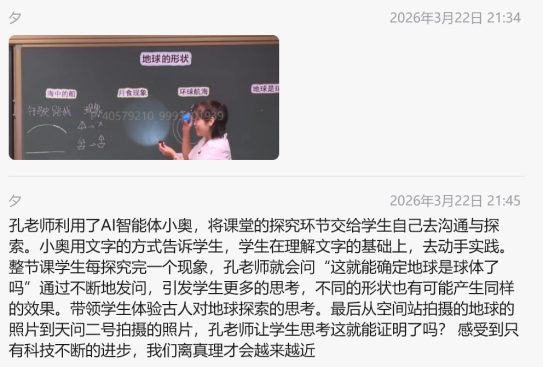 夕
2026年3月22日 21:34
地球的形状
海中的船
月食现象
环球航海
地球是球
现象
夕
2026年3月22日 21:45
孔老师利用了AI智能体小奥，将课堂的探究环节交给学生自己去沟通与探
索。小奥用文字的方式告诉学生，学生在理解文字的基础上，去动手实践。
整节课学生每探究完一个现象，孔老师就会问“这就能确定地球是球体了
吗”通过不断地发问，引发学生更多的思考，不同的形状也有可能产生同样
的效果。带领学生体验古人对地球探索的思考。最后从空间站拍摄的地球的
照片到天问二号拍摄的照片，孔老师让学生思考这就能证明了吗？ 感受到只
有科技不断的进步，我们离真理才会越来越近